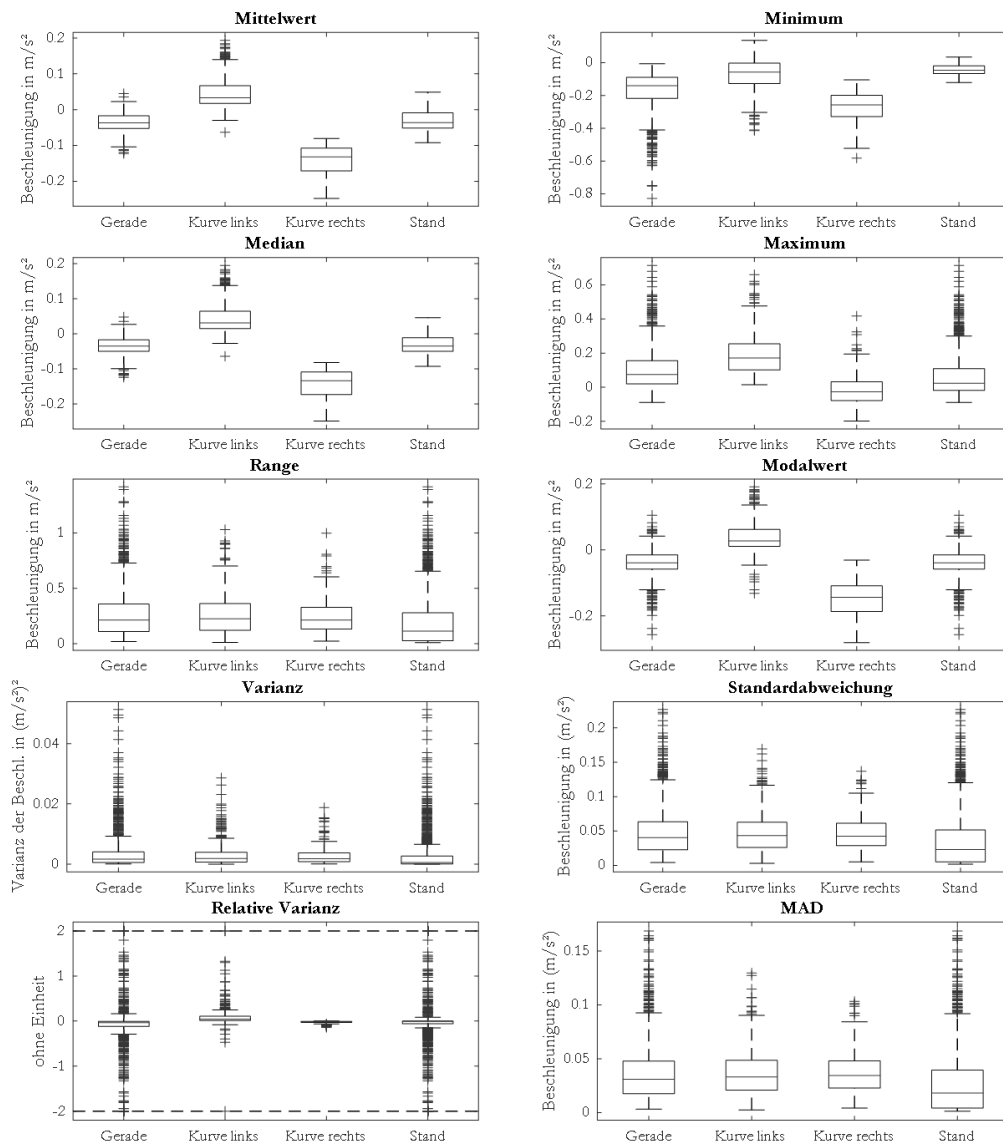 Mittelwert
Beschleunigung in m/s²
0.2
0.1
0
-0.1
-0.2
Gerade Kurve links Kurve rechts Stand
Minimum
Beschleunigung in m/s²
0
-0.2
-0.4
-0.6
-0.8
Gerade Kurve links Kurve rechts Stand
Median
Beschleunigung in m/s²
0.2
0.1
0
-0.1
-0.2
Gerade Kurve links Kurve rechts Stand
Maximum
Beschleunigung in m/s²
0.6
0.4
0.2
0
-0.2
Gerade Kurve links Kurve rechts Stand
Range
Beschleunigung in m/s²
1
0.5
0
Gerade Kurve links Kurve rechts Stand
Modalwert
Beschleunigung in m/s²
0.2
0
-0.2
Gerade Kurve links Kurve rechts Stand
Varianz
Varianz der Beschl. in (m/s²)²
0.04
0.02
0
Gerade Kurve links Kurve rechts Stand
Standardabweichung
Beschleunigung in (m/s²)
0.2
0.15
0.1
0.05
0
Gerade Kurve links Kurve rechts Stand
Relative Varianz
ohne Einheit
2
1
0
-1
-2
Gerade Kurve links Kurve rechts Stand
MAD
Beschleunigung in (m/s²)
0.15
0.1
0.05
0
Gerade Kurve links Kurve rechts Stand